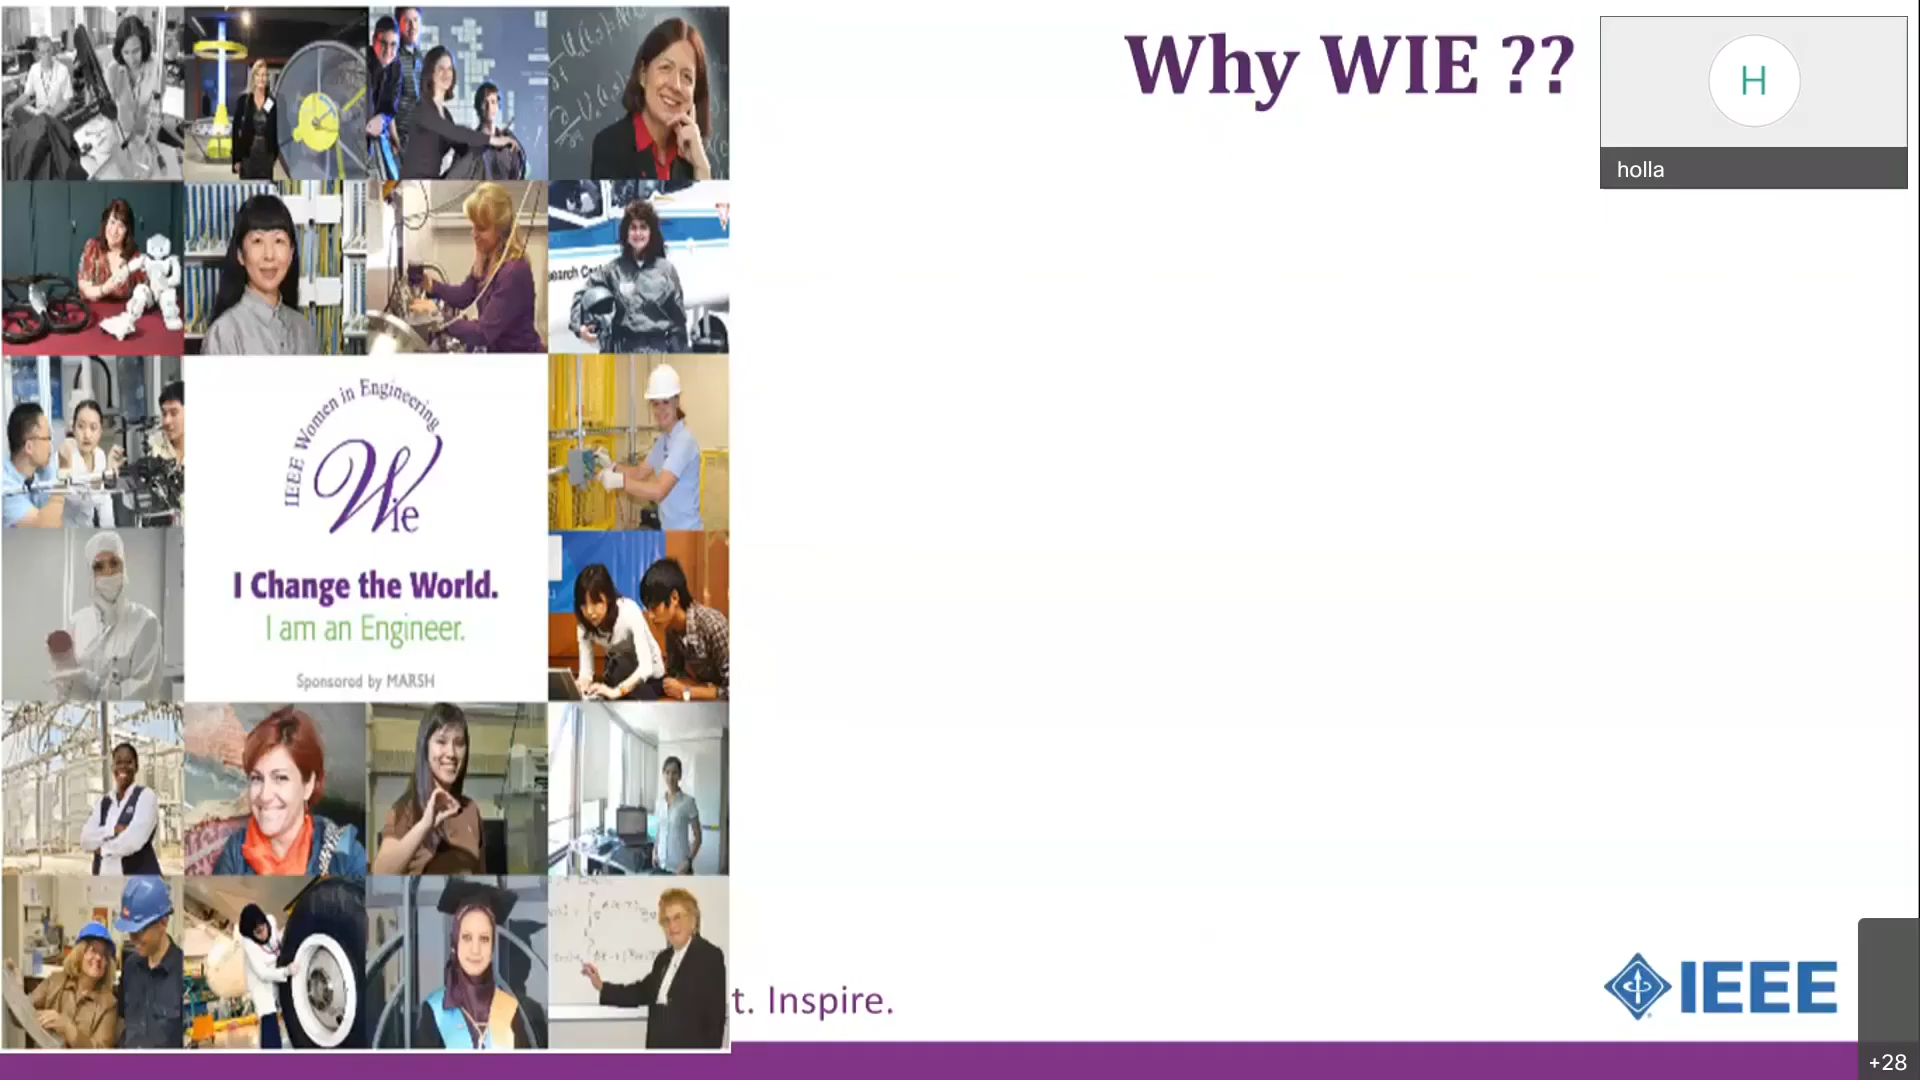 Why WIE ??
H
holla
IEEE Women in Engineering
Wie
I Change the World.
I am an Engineer.
Sponsored by MARSH
earch
t. Inspire.
IEEE
+28